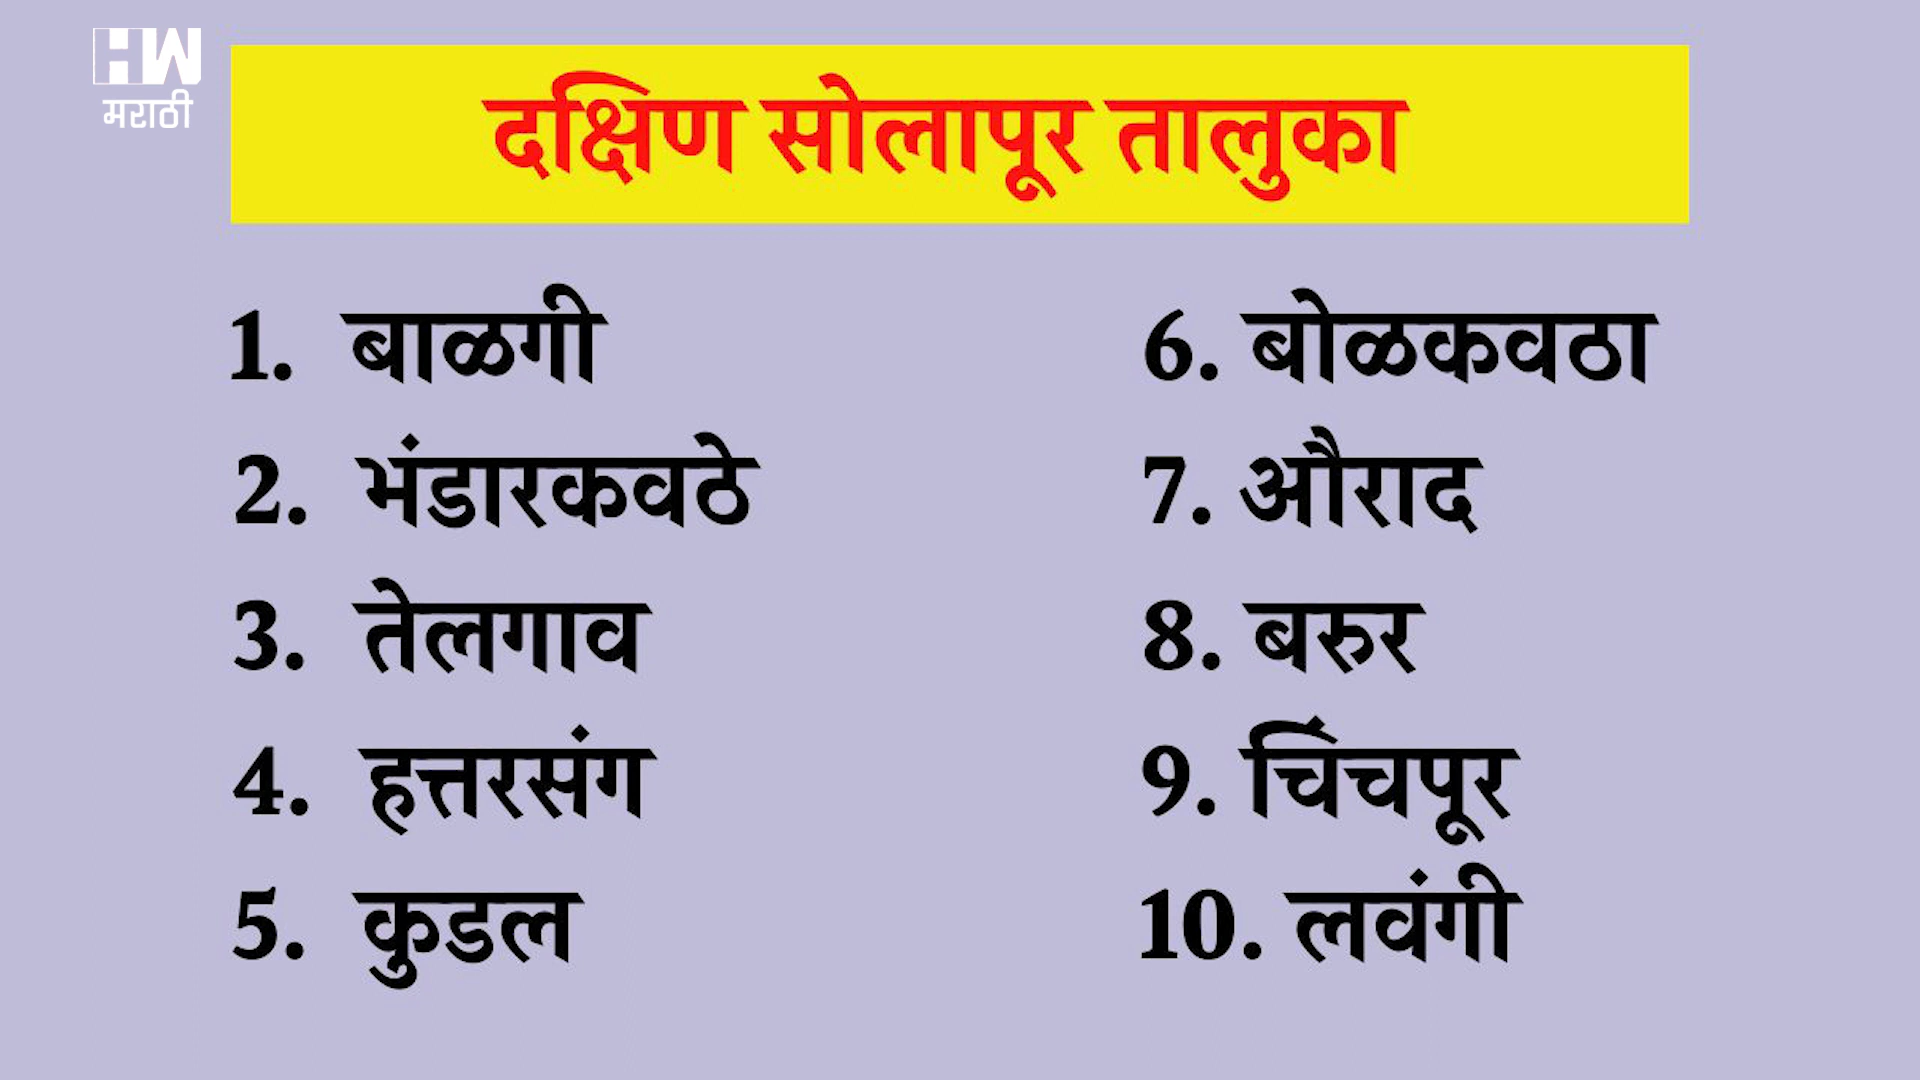 HW
मराठी
दक्षिण सोलापूर तालुका
1. बाळगी
2. भंडारकवठे
3. तेलगाव
4. हत्तरसंग
5. कुडल
6. बोळकवठा
7. औराद
8. बरुर
9. चिंचपूर
10. लवंगी